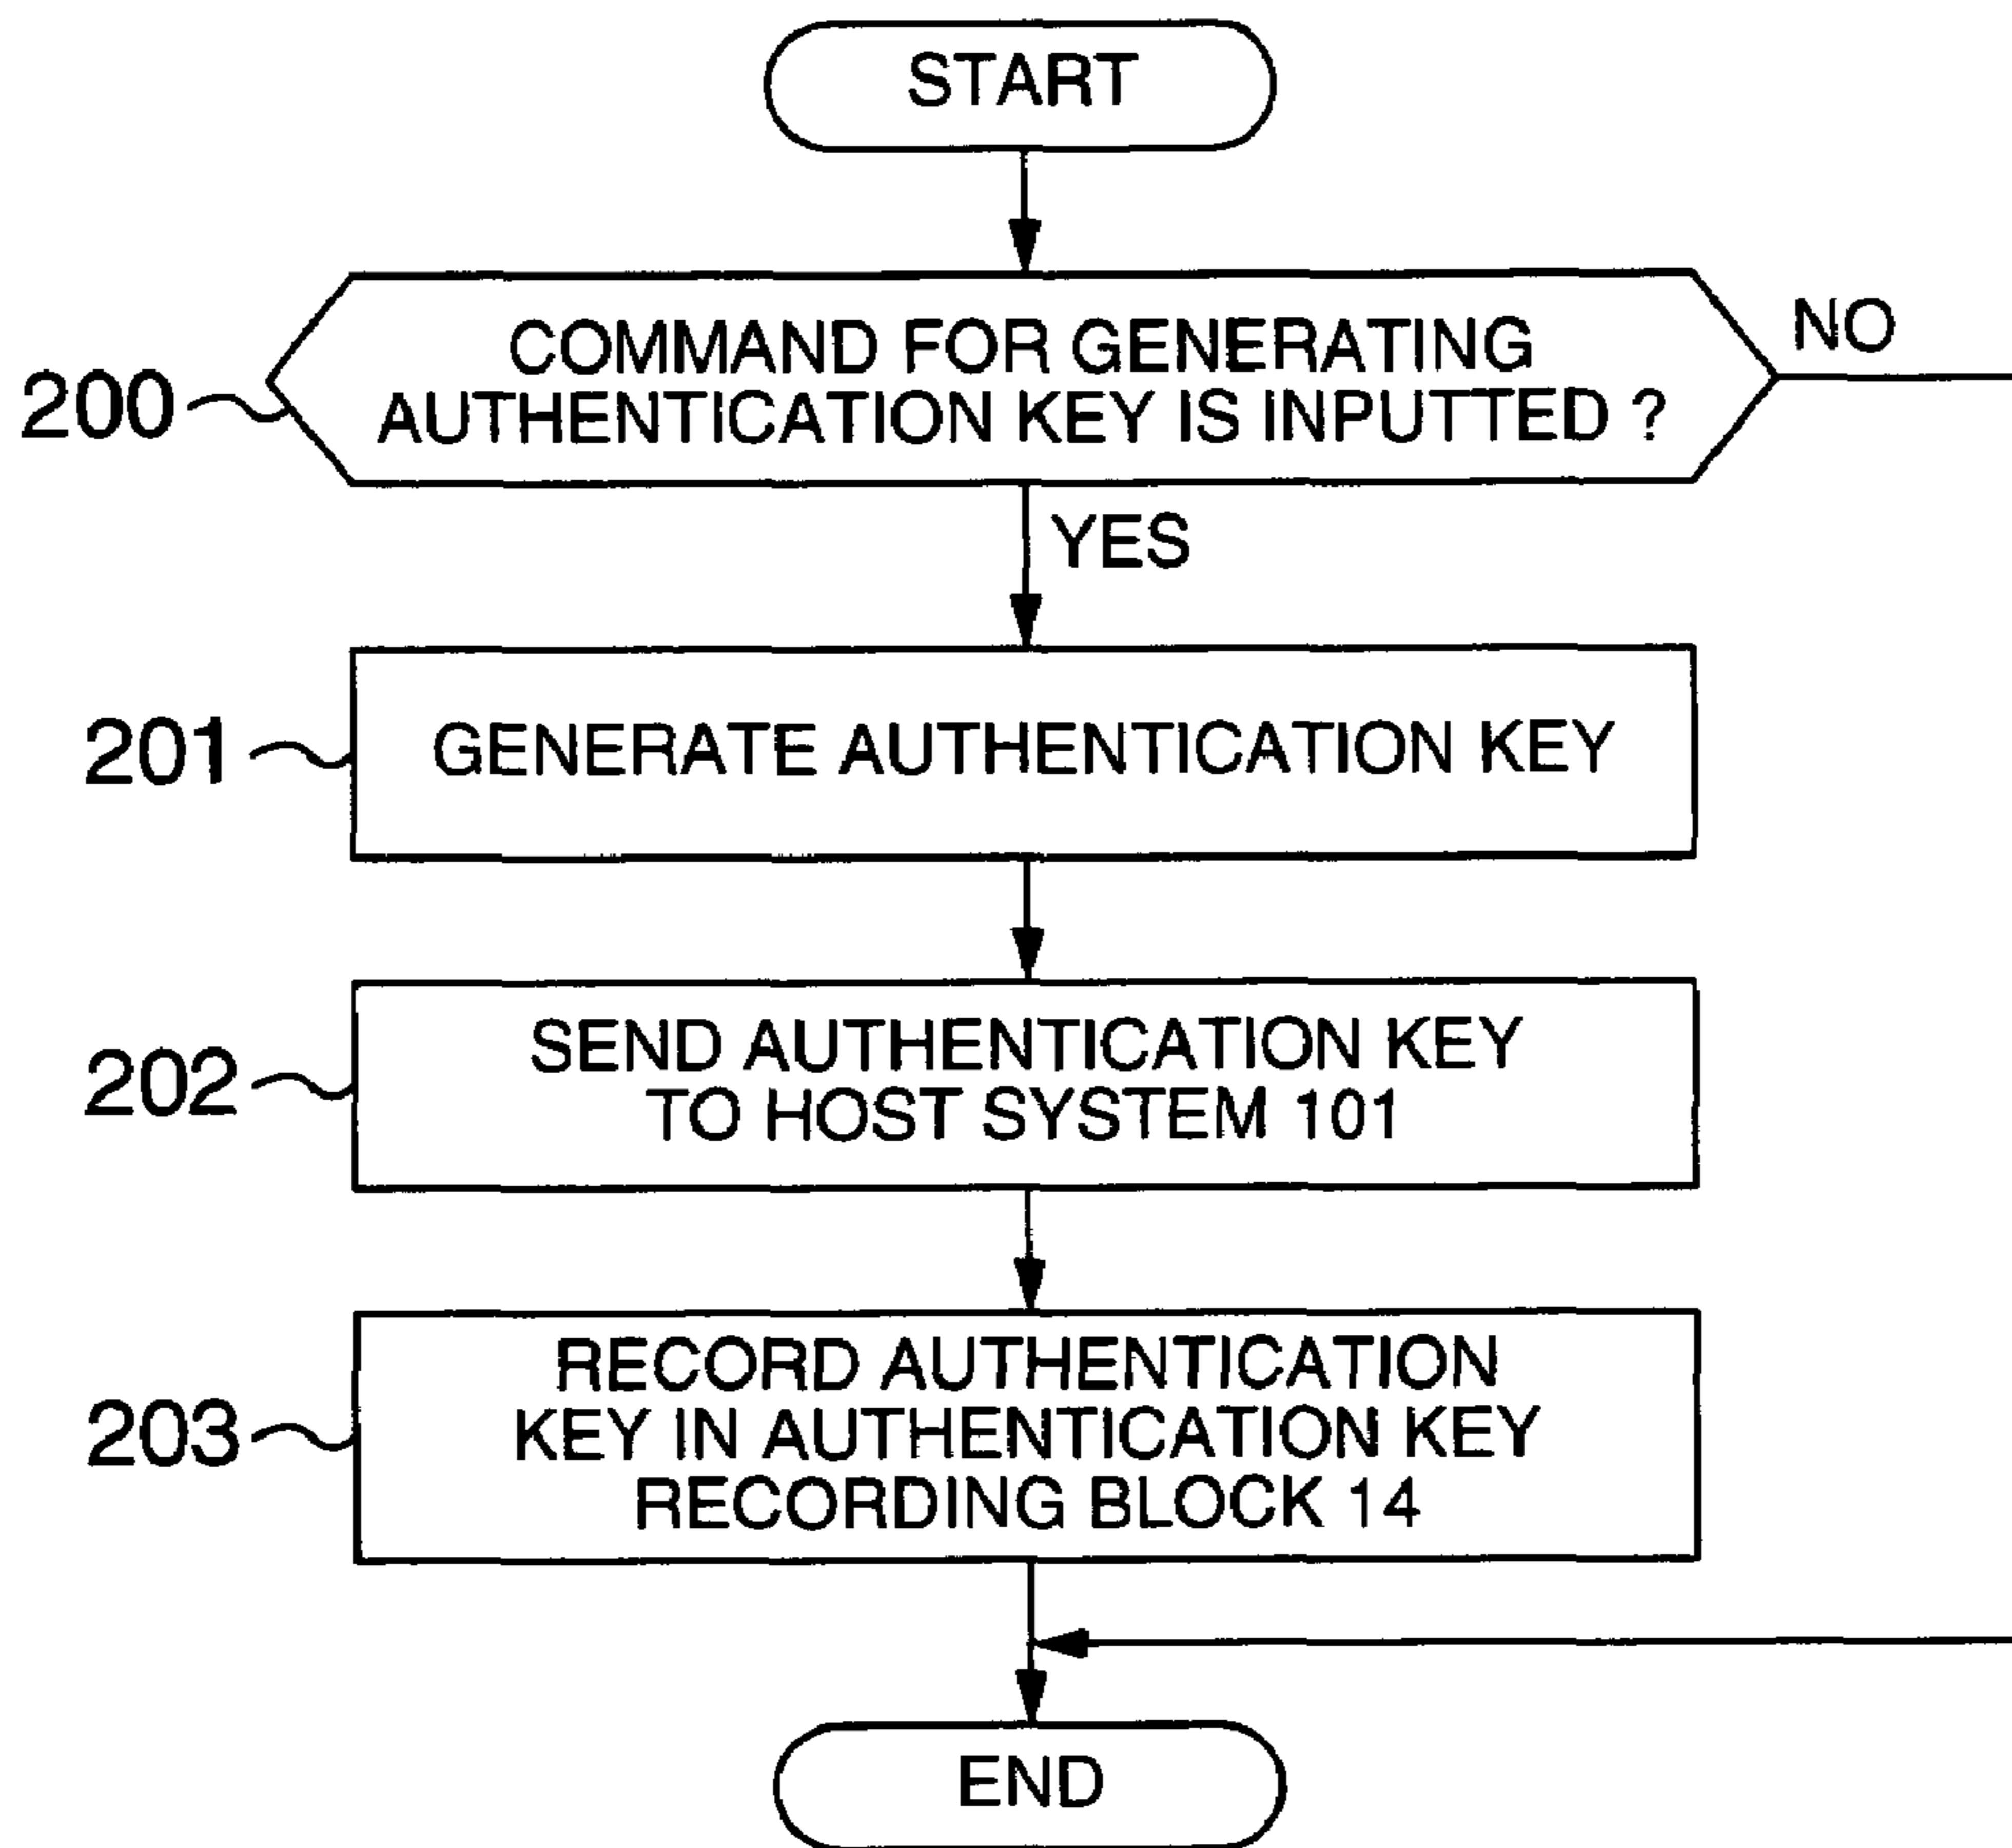 START
COMMAND FOR GENERATING
AUTHENTICATION KEY IS INPUTTED ?
NO
200
YES
201
GENERATE AUTHENTICATION KEY
202
SEND AUTHENTICATION KEY
TO HOST SYSTEM 101
203
RECORD AUTHENTICATION
KEY IN AUTHENTICATION KEY
RECORDING BLOCK 14
END